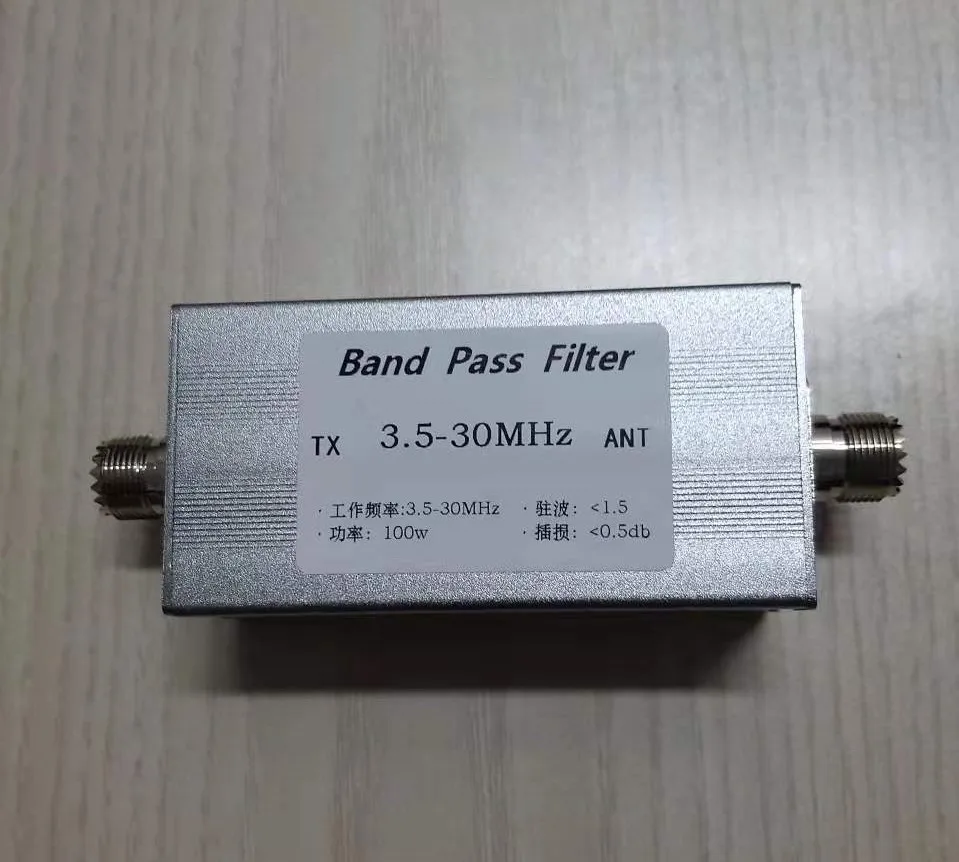 Band Pass Filter
TX 3.5-30MHz ANT
· 工作频率:3.5-30MHz · 驻波: <1.5
· 功率: 100w · 插损: <0.5db